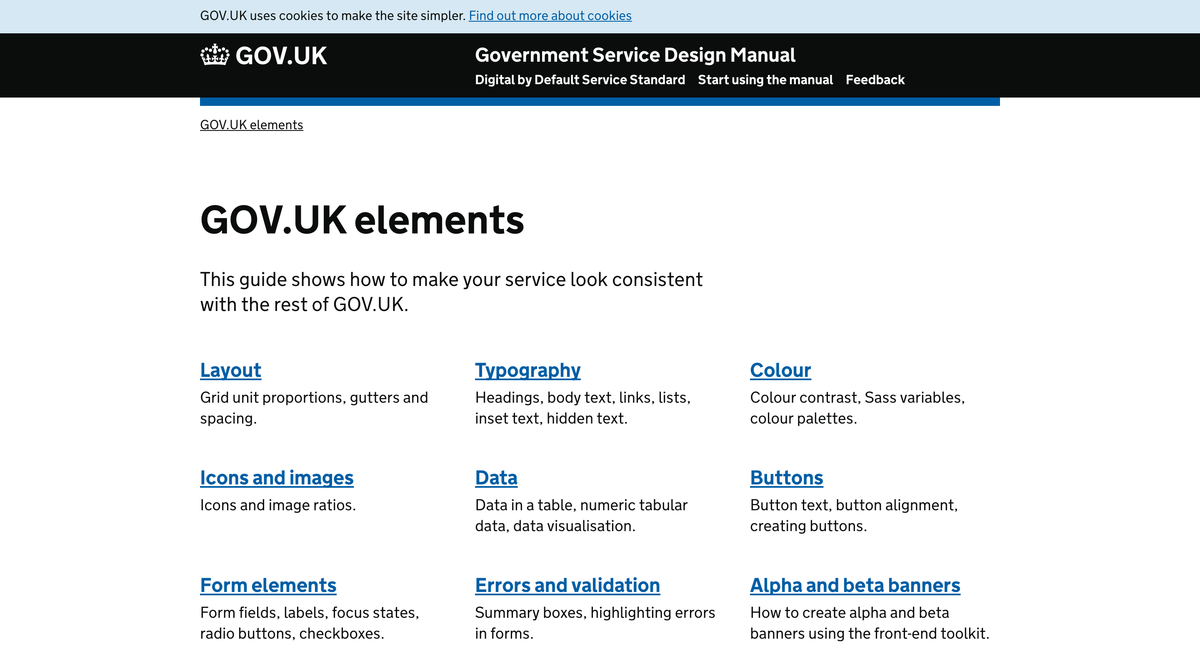 GOV.UK uses cookies to make the site simpler. Find out more about cookies
GOV.UK
Government Service Design Manual
Digital by Default Service Standard Start using the manual Feedback
GOV.UK elements
GOV.UK elements
This guide shows how to make your service look consistent
with the rest of GOV.UK.
Layout
Grid unit proportions, gutters and
spacing.
Typography
Headings, body text, links, lists,
inset text, hidden text.
Colour
Colour contrast, Sass variables,
colour palettes.
Icons and images
Icons and image ratios.
Data
Data in a table, numeric tabular
data, data visualisation.
Buttons
Button text, button alignment,
creating buttons.
Form elements
Form fields, labels, focus states,
radio buttons, checkboxes.
Errors and validation
Summary boxes, highlighting errors
in forms.
Alpha and beta banners
How to create alpha and beta
banners using the front-end toolkit.